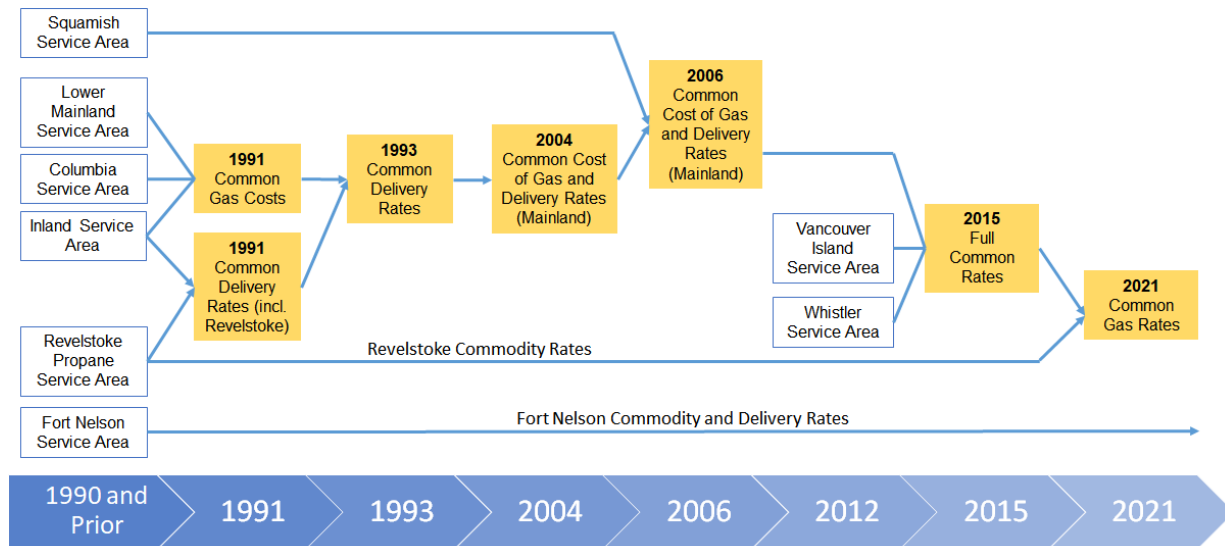 Squamish
Service Area
Lower
Mainland
Service Area
Columbia
Service Area
Inland Service
Area
Revelstoke
Propane
Service Area
Fort Nelson
Service Area
1991
Common
Gas Costs
1991
Common
Delivery
Rates (incl.
Revelstoke)
1993
Common
Delivery
Rates
2004
Common Cost
of Gas and
Delivery Rates
(Mainland)
2006
Common
Cost of Gas
and Delivery
Rates
(Mainland)
Vancouver
Island
Service Area
Whistler
Service Area
2015
Full
Common
Rates
2021
Common
Gas Rates
Revelstoke Commodity Rates
Fort Nelson Commodity and Delivery Rates
1990 and
Prior
1991
1993
2004
2006
2012
2015
2021